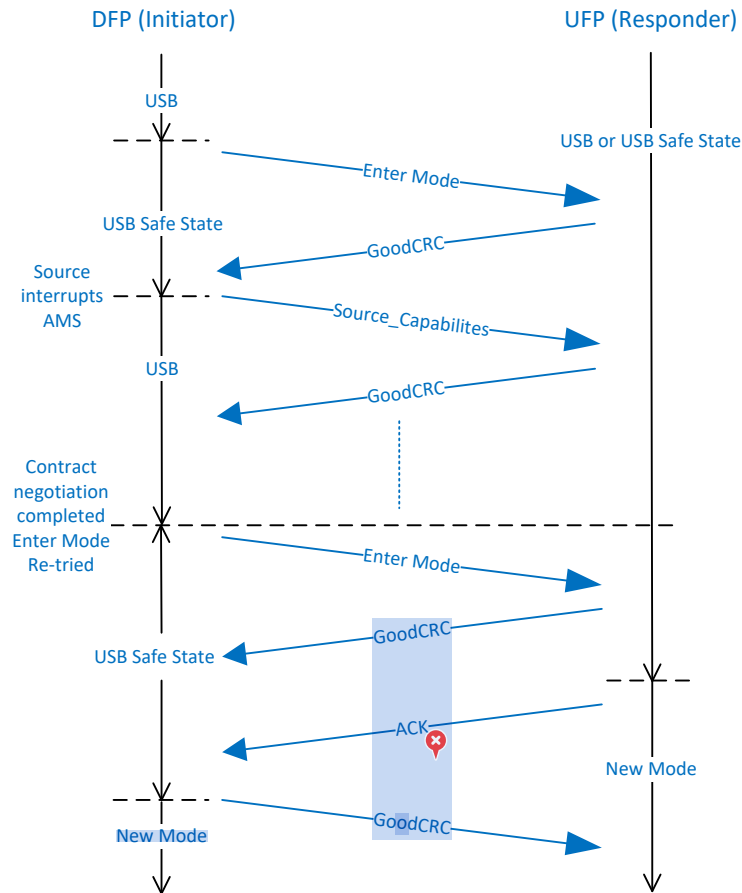 DFP (Initiator)
UFP (Responder)
USB
USB or USB Safe State
Enter Mode
USB Safe State
GoodCRC
Source
interrupts
AMS
Source_Capabilites
USB
GoodCRC
Contract
negotiation
completed
Enter Mode
Re-tried
Enter Mode
GoodCRC
USB Safe State
ACK
New Mode
GoodCRC
New Mode